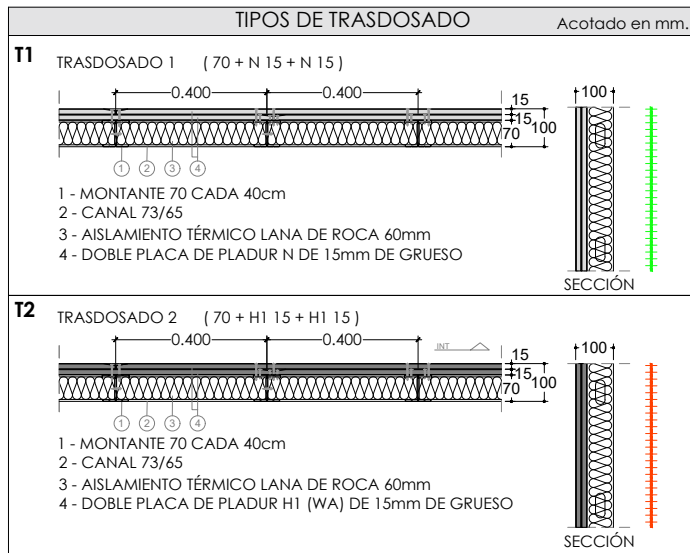 TIPOS DE TRASDOSADO Acotado en mm.
T1 TRASDOSADO 1 ( 70 + N 15 + N 15 )
0.400 0.400 100
15
15
70 100
1 2 3 4
1 - MONTANTE 70 CADA 40cm
2 - CANAL 73/65
3 - AISLAMIENTO TÉRMICO LANA DE ROCA 60mm
4 - DOBLE PLACA DE PLADUR N DE 15mm DE GRUESO
SECCIÓN
T2 TRASDOSADO 2 ( 70 + H1 15 + H1 15 )
0.400 0.400 INT 100
15
15
70 100
1 2 3 4
1 - MONTANTE 70 CADA 40cm
2 - CANAL 73/65
3 - AISLAMIENTO TÉRMICO LANA DE ROCA 60mm
4 - DOBLE PLACA DE PLADUR H1 (WA) DE 15mm DE GRUESO
SECCIÓN